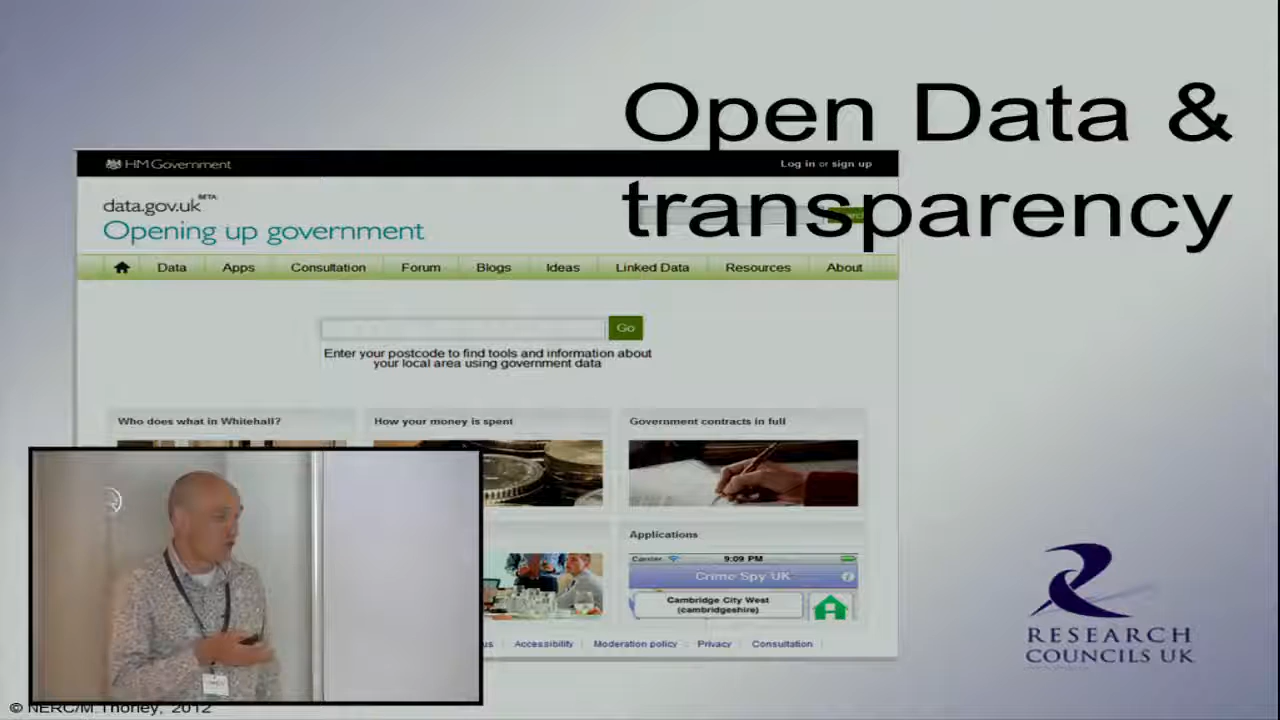 Open Data &
transparency
HM Government
Log in or sign up
data.gov.uk BETA
Opening up government
Data Apps Consultation Forum Blogs Ideas Linked Data Resources About
Go
Enter your postcode to find tools and information about
your local area using government data
Who does what in Whitehall? How your money is spent Government contracts in full
Applications
Carrier 9:09 PM
Crime Spy UK
Cambridge City West
(cambridgeshire)
Accessibility Moderation policy Privacy Consultation
RESEARCH
COUNCILS UK
© NERC/M. Thorley, 2012